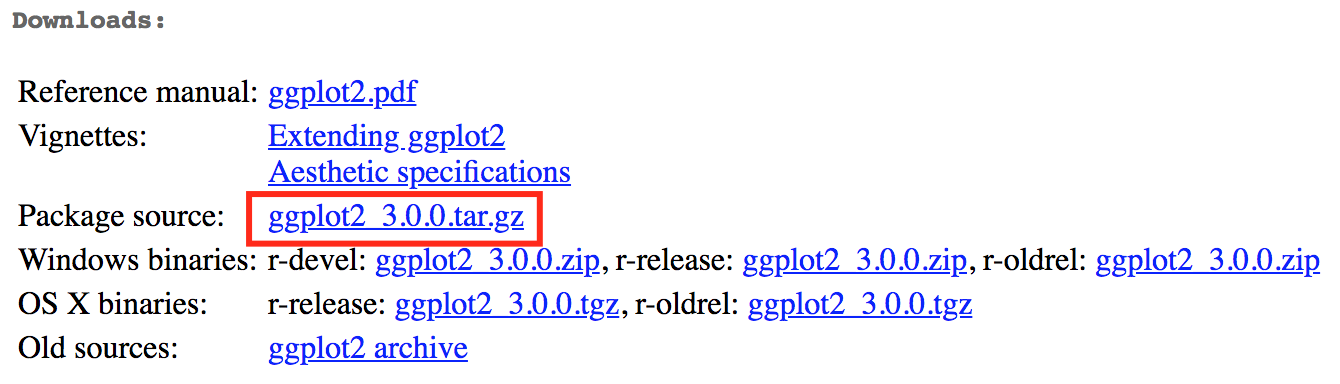 Downloads:
Reference manual: ggplot2.pdf
Vignettes: Extending ggplot2
Aesthetic specifications
Package source: ggplot2_3.0.0.tar.gz
Windows binaries: r-devel: ggplot2_3.0.0.zip, r-release: ggplot2_3.0.0.zip, r-oldrel: ggplot2_3.0.0.zip
OS X binaries: r-release: ggplot2_3.0.0.tgz, r-oldrel: ggplot2_3.0.0.tgz
Old sources: ggplot2 archive